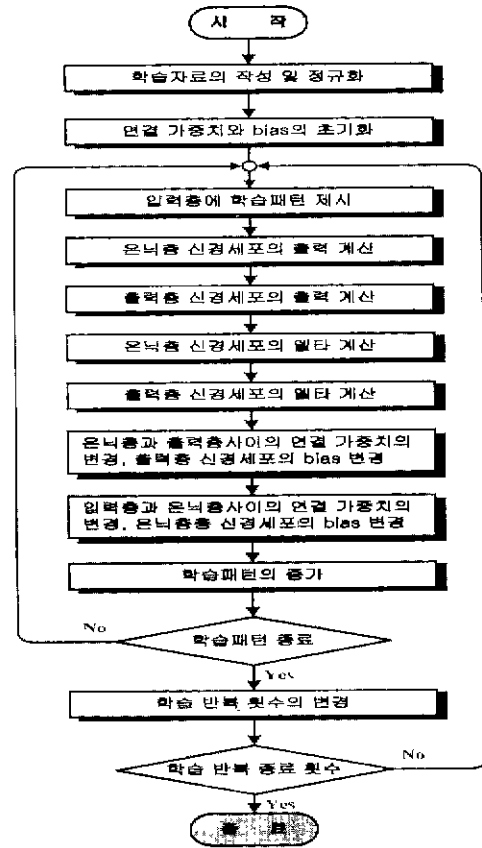 시 작
학습자료의 작성 및 정규화
연결 가중치와 bias의 초기화
입력층에 학습패턴 제시
은닉층 신경세포의 출력 계산
출력층 신경세포의 출력 계산
은닉층 신경세포의 델타 계산
출력층 신경세포의 델타 계산
은닉층과 출력층사이의 연결 가중치의
변경, 출력층 신경세포의 bias 변경
입력층과 은닉층사이의 연결 가중치의
변경, 은닉층층 신경세포의 bias 변경
학습패턴의 증가
No
학습패턴 종료
Yes
학습 반복 횟수의 변경
No
학습 반복 종료 횟수
Yes